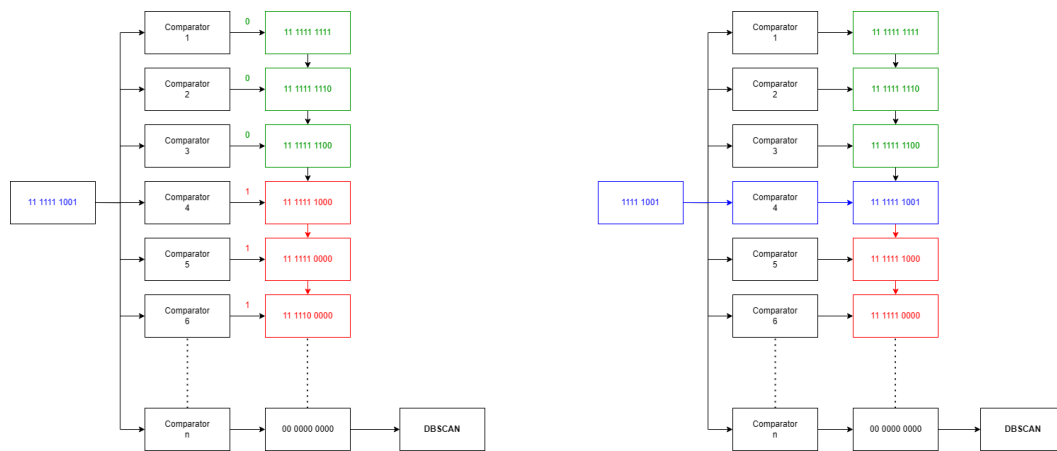 0
Comparator
1
11 1111 1111
0
Comparator
2
11 1111 1110
0
Comparator
3
11 1111 1100
11 1111 1001
1
Comparator
4
11 1111 1000
1
Comparator
5
11 1111 0000
1
Comparator
6
11 1110 0000
Comparator
n
00 0000 0000
DBSCAN
Comparator
1
11 1111 1111
Comparator
2
11 1111 1110
Comparator
3
11 1111 1100
1111 1001
Comparator
4
11 1111 1001
Comparator
5
11 1111 1000
Comparator
6
11 1111 0000
Comparator
n
00 0000 0000
DBSCAN